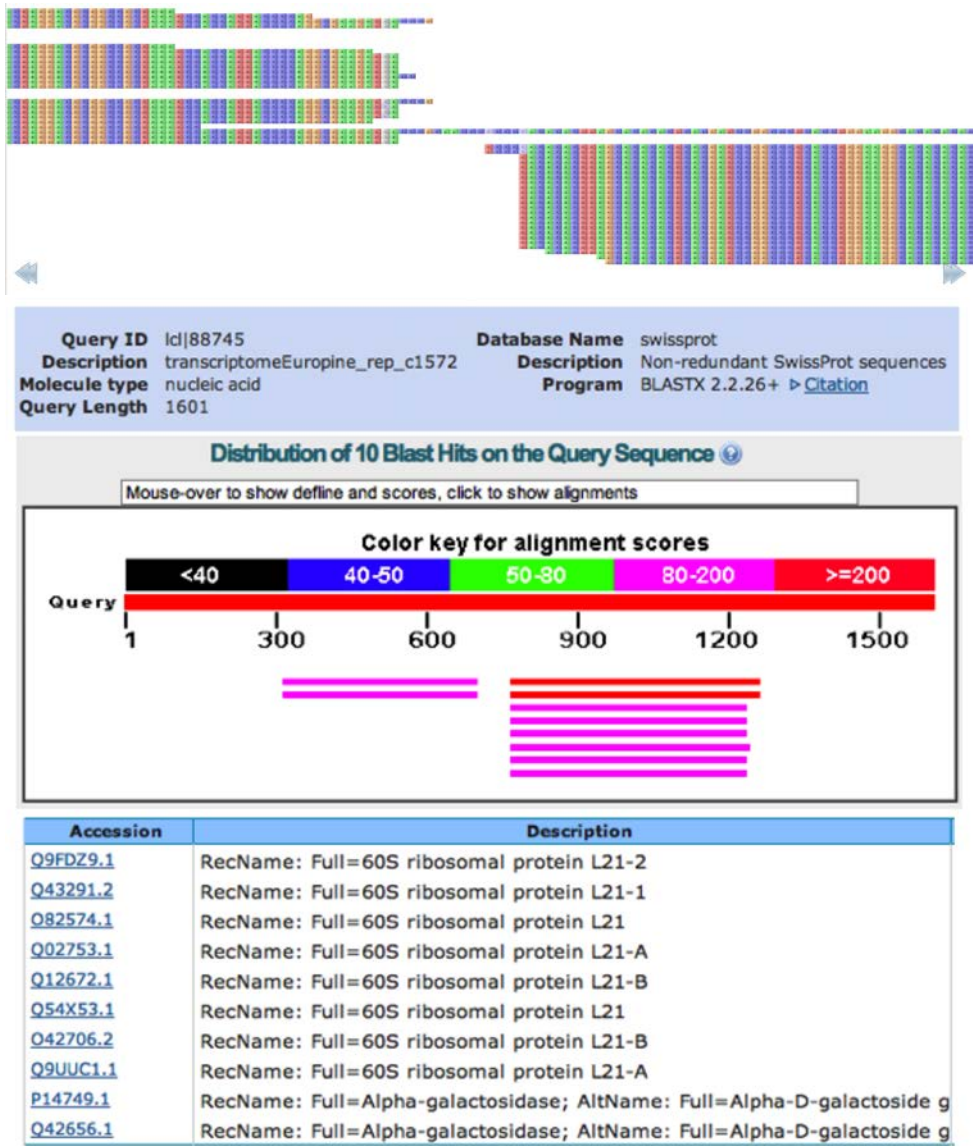 Query ID lcl|88745
Description transcriptomeEuropine_rep_c1572
Molecule type nucleic acid
Query Length 1601
Database Name swissprot
Description Non-redundant SwissProt sequences
Program BLASTX 2.2.26+ Citation
Distribution of 10 Blast Hits on the Query Sequence
Mouse-over to show defline and scores, click to show alignments
Color key for alignment scores
<40 40-50 50-80 80-200 >=200
Query
1 300 600 900 1200 1500
Accession Description
Q9FDZ9.1 RecName: Full=60S ribosomal protein L21-2
Q43291.2 RecName: Full=60S ribosomal protein L21-1
O82574.1 RecName: Full=60S ribosomal protein L21
Q02753.1 RecName: Full=60S ribosomal protein L21-A
Q12672.1 RecName: Full=60S ribosomal protein L21-B
Q54X53.1 RecName: Full=60S ribosomal protein L21
O42706.2 RecName: Full=60S ribosomal protein L21-B
Q9UUC1.1 RecName: Full=60S ribosomal protein L21-A
P14749.1 RecName: Full=Alpha-galactosidase; AltName: Full=Alpha-D-galactoside g
Q42656.1 RecName: Full=Alpha-galactosidase; AltName: Full=Alpha-D-galactoside g